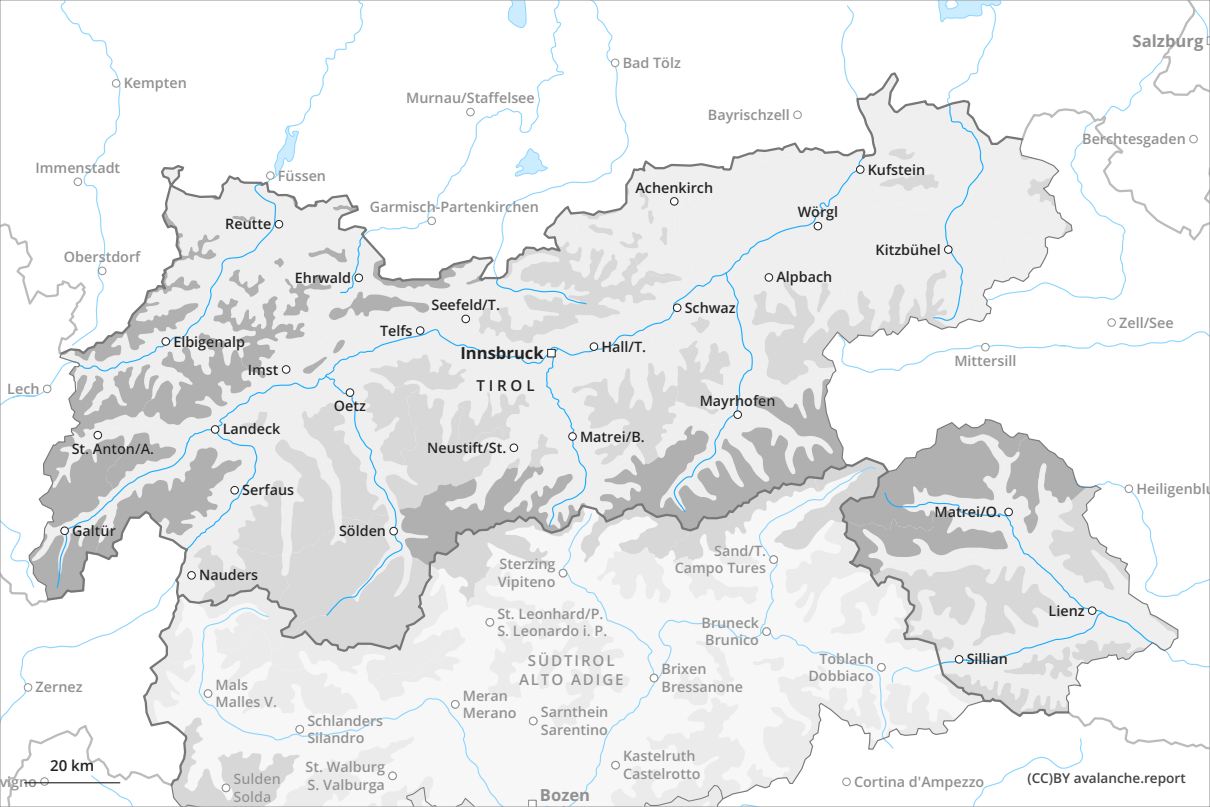 Salzburg
Bad Tölz
Kempten
Murnau/Staffelsee
Bayrischzell
Berchtesgaden
Immenstadt
Füssen
Kufstein
Achenkirch
Garmisch-Partenkirchen
Wörgl
Reutte
Kitzbühel
Oberstdorf
Ehrwald
Alpbach
Seefeld/T.
Schwaz
Zell/See
Telfs
Elbigenalp
Innsbruck
Hall/T.
Mittersill
Imst
TIROL
Lech
Oetz
Mayrhofen
Landeck
Matrei/B.
St. Anton/A.
Neustift/St.
Serfaus
Heiligenblu
Matrei/O.
Galtür
Sölden
Sand/T.
Campo Tures
Sterzing
Vipiteno
Nauders
Lienz
St. Leonhard/P.
S. Leonardo i. P.
Bruneck
Brunico
SÜDTIROL
ALTO ADIGE
Toblach
Dobbiaco
Sillian
Brixen
Bressanone
Zernez
Mals
Malles V.
Meran
Merano
Sarnthein
Sarentino
Schlanders
Silandro
Kastelruth
Castelrotto
St. Walburg
S. Valburga
20 km
vigno
Sulden
Solda
Cortina d'Ampezzo
(CC)BY avalanche.report
Bozen